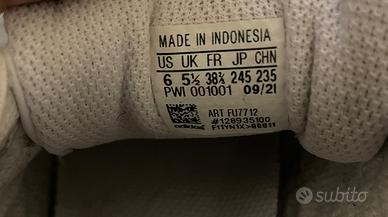 MADE IN INDONESIA
US UK FR JP CHN
6 5½ 38⅔ 245 235
PWI 001001 09/21
ART FU7712
#128935100
adidas
subito